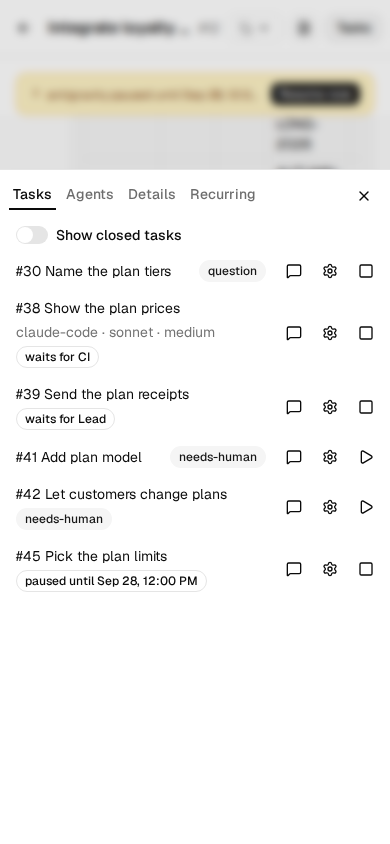 Tasks Agents Details Recurring
Show closed tasks
#30 Name the plan tiers question
#38 Show the plan prices
claude-code · sonnet · medium
waits for CI
#39 Send the plan receipts
waits for Lead
#41 Add plan model needs-human
#42 Let customers change plans
needs-human
#45 Pick the plan limits
paused until Sep 28, 12:00 PM